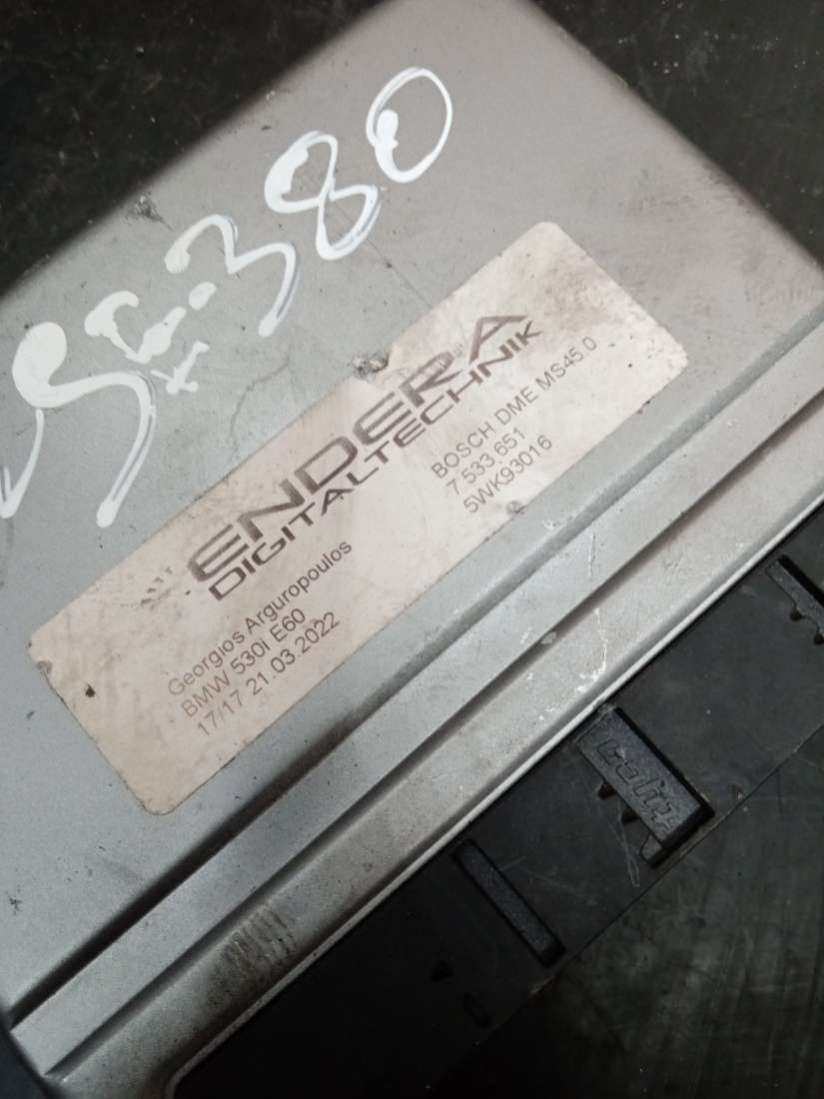 380
ENDERA
DIGITALTECHNIK
BOSCH DME MS45.0
7 533 651
5WK93016
Georgios Arguropoulos
BMW 530I E60
17/17 21.03.2022